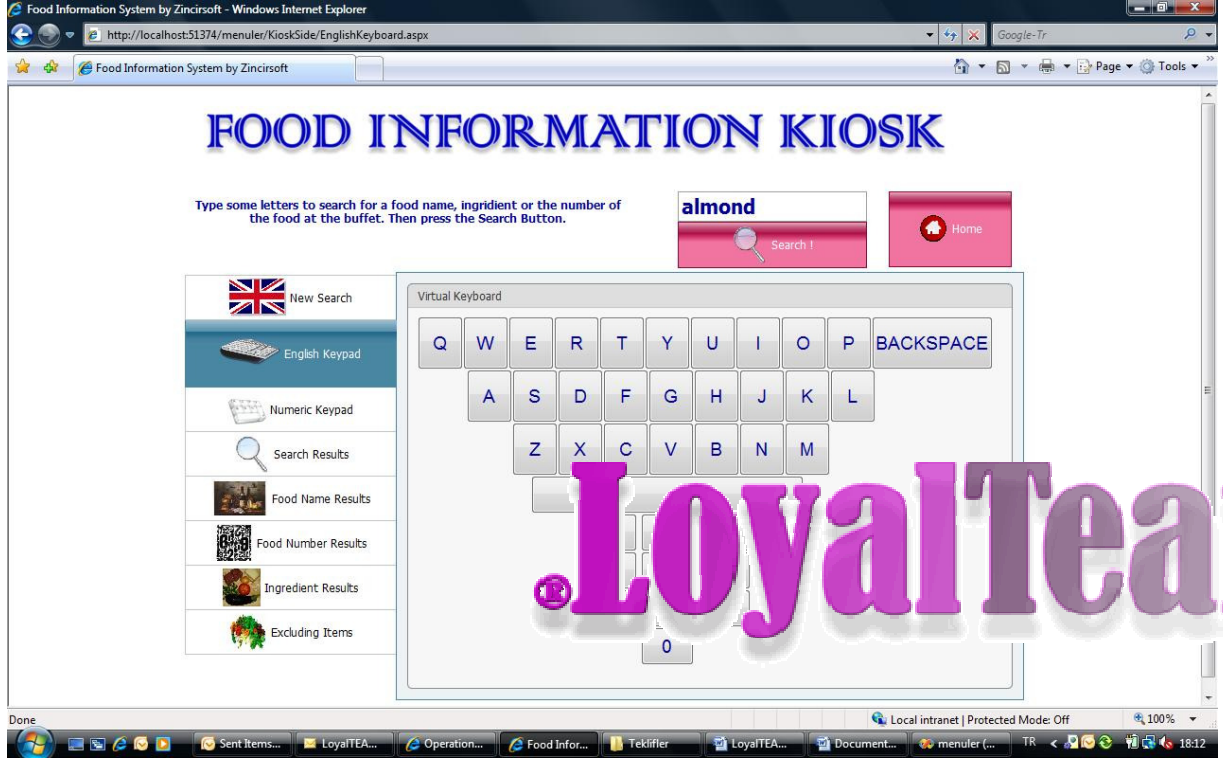 Food Information System by Zincirsoft - Windows Internet Explorer
http://localhost:51374/menuler/KioskSide/EnglishKeyboard.aspx
Google-Tr
Food Information System by Zincirsoft
Page
Tools
FOOD INFORMATION KIOSK
Type some letters to search for a food name, ingridient or the number of
the food at the buffet. Then press the Search Button.
almond
Search !
Home
New Search
English Keypad
Numeric Keypad
Search Results
Food Name Results
Food Number Results
Ingredient Results
Excluding Items
Virtual Keyboard
Q W E R T Y U I O P BACKSPACE
A S D F G H J K L
Z X C V B N M
®LoyalTea
0
Done
Local intranet | Protected Mode: Off
100%
Sent Items...
LoyalTEA...
Operation...
Food Infor...
Teklifler
LoyalTEA...
Document...
menuler (...
TR
18:12